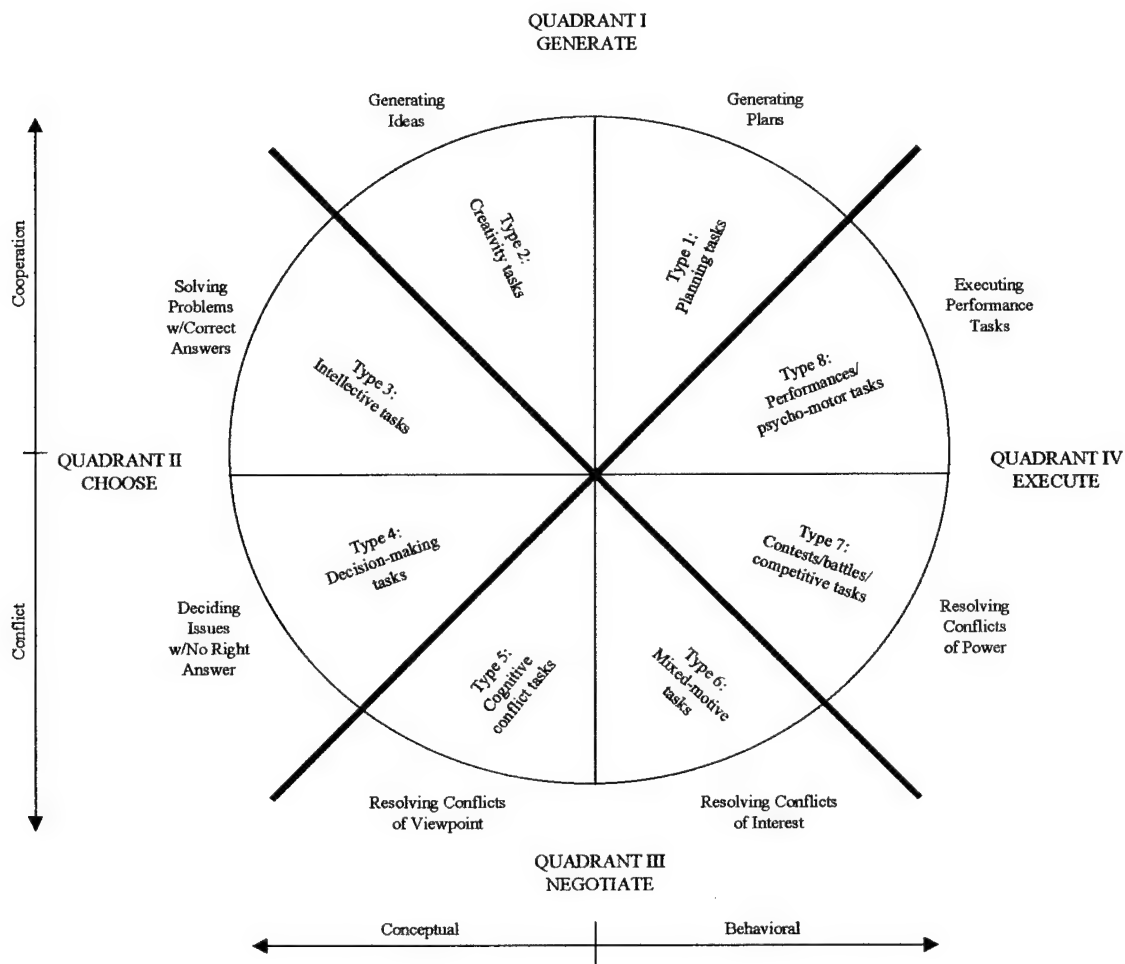 QUADRANT I
GENERATE
Generating
Ideas
Generating
Plans
Cooperation
Type 2:
Creativity tasks
Type 1:
Planning tasks
Solving
Problems
w/Correct
Answers
Executing
Performance
Tasks
Type 3:
Intellective tasks
Type 8:
Performances/
psycho-motor tasks
QUADRANT II
CHOOSE
QUADRANT IV
EXECUTE
Type 4:
Decision-making
tasks
Type 7:
Contests/battles/
competitive tasks
Conflict
Deciding
Issues
w/No Right
Answer
Resolving
Conflicts
of Power
Type 5:
Cognitive
conflict tasks
Type 6:
Mixed-motive
tasks
Resolving Conflicts
of Viewpoint
Resolving Conflicts
of Interest
QUADRANT III
NEGOTIATE
Conceptual
Behavioral